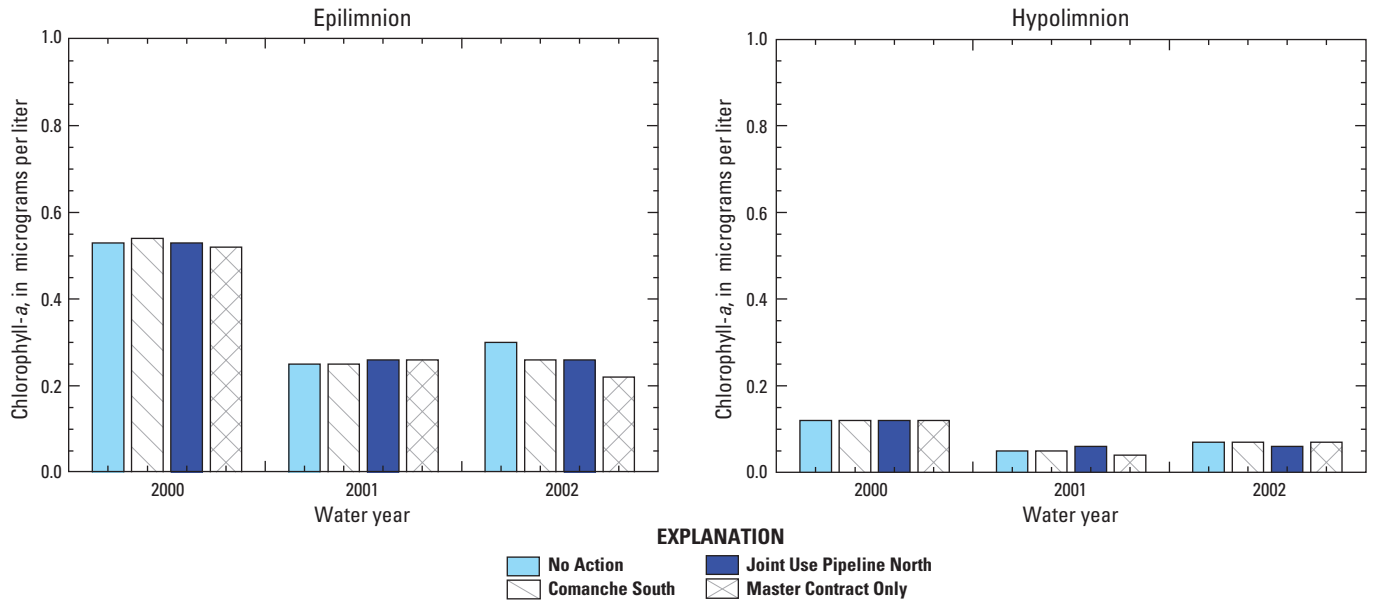 Epilimnion
1.0
0.8
0.6
0.4
0.2
0.0
Chlorophyll-a, in micrograms per liter
2000
2001
2002
Water year
Hypolimnion
1.0
0.8
0.6
0.4
0.2
0.0
Chlorophyll-a, in micrograms per liter
2000
2001
2002
Water year
EXPLANATION
No Action
Joint Use Pipeline North
Comanche South
Master Contract Only